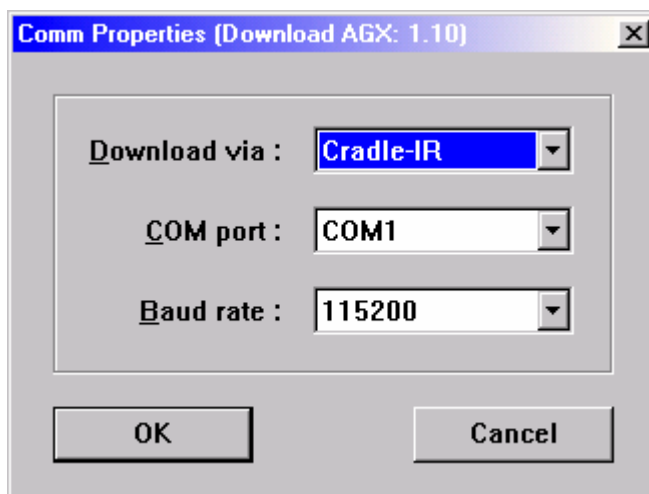 Comm Properties (Download AGX: 1.10)
Download via : Cradle-IR
COM port : COM1
Baud rate : 115200
OK Cancel